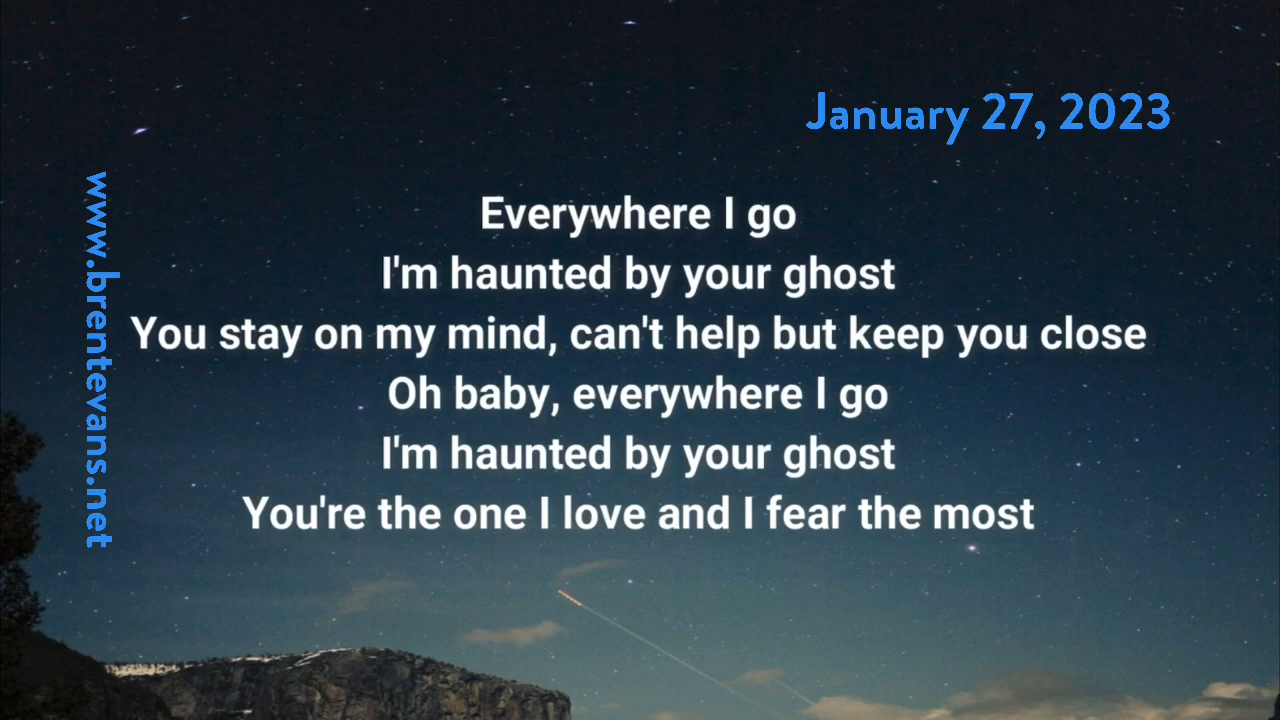 January 27, 2023
www.brentevans.net
Everywhere I go
I'm haunted by your ghost
You stay on my mind, can't help but keep you close
Oh baby, everywhere I go
I'm haunted by your ghost
You're the one I love and I fear the most